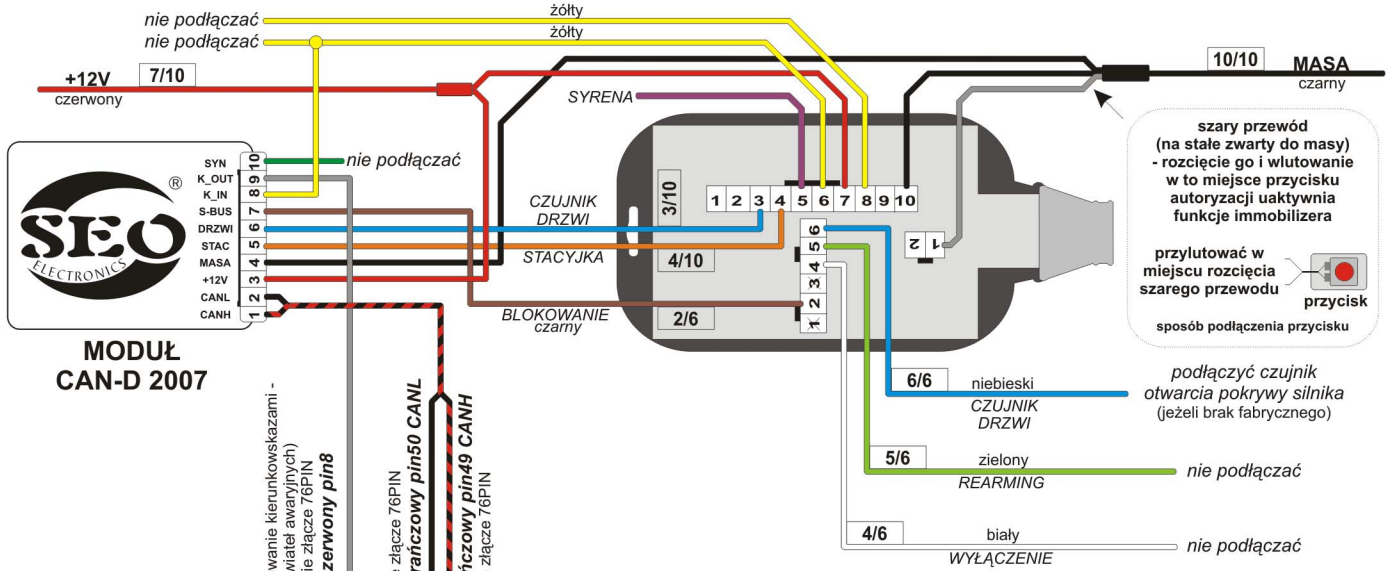 nie podłączać
nie podłączać
żółty
żółty
+12V
7/10
czerwony
10/10
MASA
czarny
SYRENA
SEO
ELECTRONICS
®
SYN 10
K_OUT 9
K_IN 8
S-BUS 7
DRZWI 6
STAC 5
MASA 4
+12V 3
CANL 2
CANH 1
nie podłączać
MODUŁ
CAN-D 2007
CZUJNIK
DRZWI
STACYJKA
BLOKOWANIE
czarny
3/10
4/10
2/6
1 2 3 4 5 6 7 8 9 10
6
5
4
3
2
1
2 1
szary przewód
(na stałe zwarty do masy)
- rozcięcie go i wlutowanie
w to miejsce przycisku
autoryzacji uaktywnia
funkcje immobilizera
przylutować w
miejscu rozcięcia
szarego przewodu
przycisk
sposób podłączenia przycisku
6/6
niebieski
CZUJNIK
DRZWI
podłączyć czujnik
otwarcia pokrywy silnika
(jeżeli brak fabrycznego)
5/6
zielony
REARMING
nie podłączać
4/6
biały
WYŁĄCZENIE
nie podłączać
kierunkowskazami -
awaryjnych)
złącze 76PIN
pin8
złącze 76PIN
pin50 CANL
pin49 CANH
złącze 76PIN